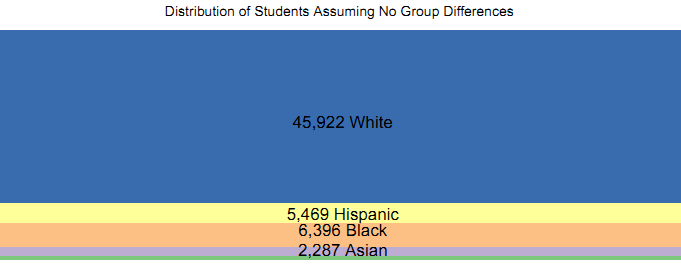 Distribution of Students Assuming No Group Differences
45,922 White
5,469 Hispanic
6,396 Black
2,287 Asian